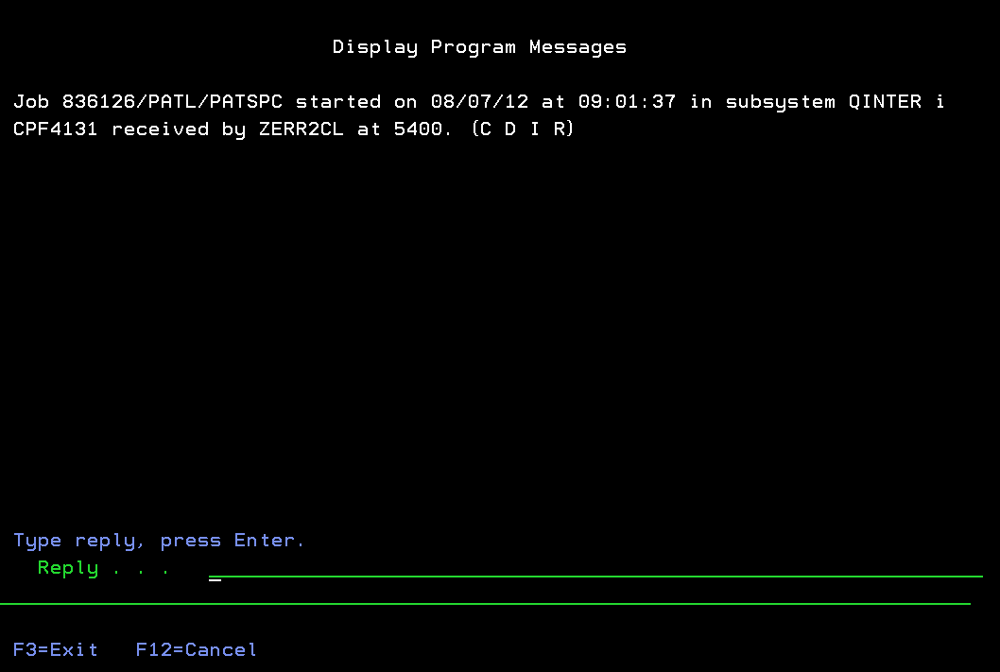 Display Program Messages
Job 836126/PATL/PATSPC started on 08/07/12 at 09:01:37 in subsystem QINTER i
CPF4131 received by ZERR2CL at 5400. (C D I R)
Type reply, press Enter.
Reply . . .
F3=Exit F12=Cancel